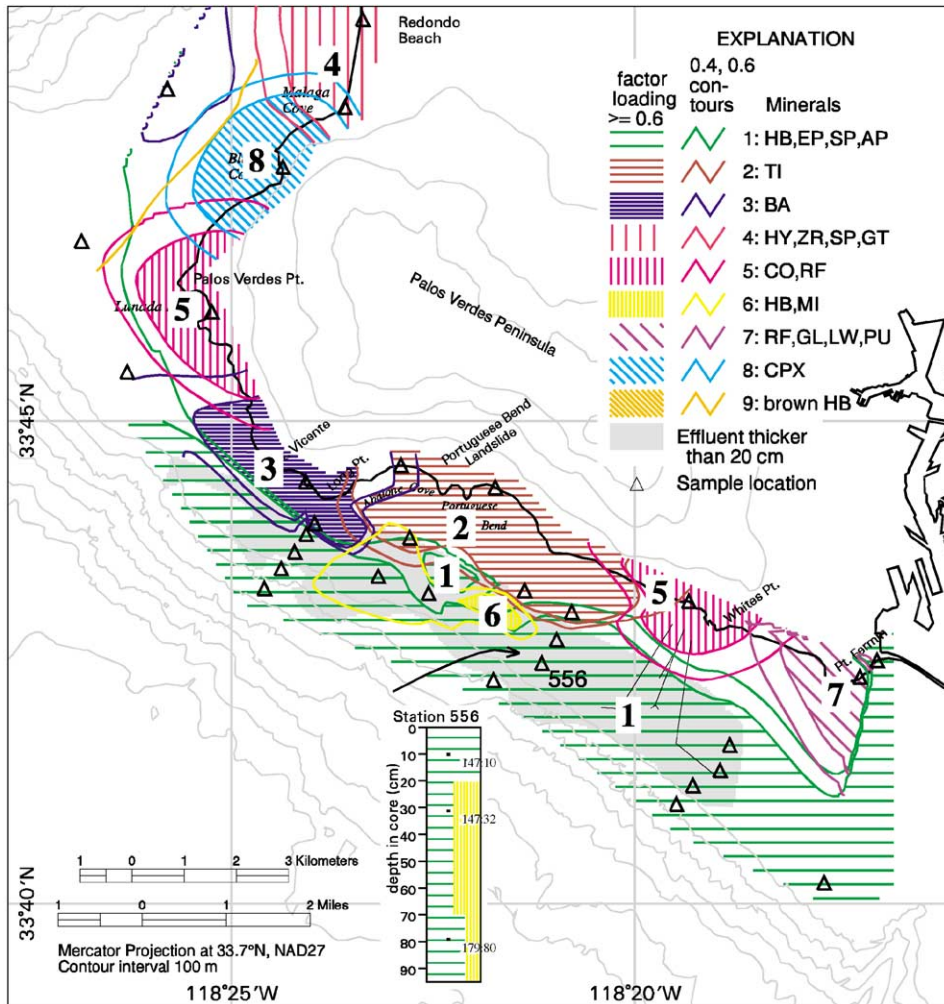 Redondo
Beach
4
Malaga
Cove
8
Palos Verdes Pt.
Lunada
5
Palos Verdes
Peninsula
33°45'N
Vicente
Long Pt.
Portuguese Bend
Landslide
3
Abalone Cove
Portuguese
Bend
2
1
6
5
Whites Pt.
Pt. Fermin
7
556
1
EXPLANATION
factor
loading
>= 0.6
0.4, 0.6
con-
tours
Minerals
1: HB,EP,SP,AP
2: TI
3: BA
4: HY,ZR,SP,GT
5: CO,RF
6: HB,MI
7: RF,GL,LW,PU
8: CPX
9: brown HB
Effluent thicker
than 20 cm
Sample location
Station 556
depth in core (cm)
0
10
20
30
40
50
60
70
80
90
147:10
147:32
179:80
1 0 1 2 3 Kilometers
1 0 1 2 Miles
Mercator Projection at 33.7°N, NAD27
Contour interval 100 m
33°40'N
118°25'W
118°20'W